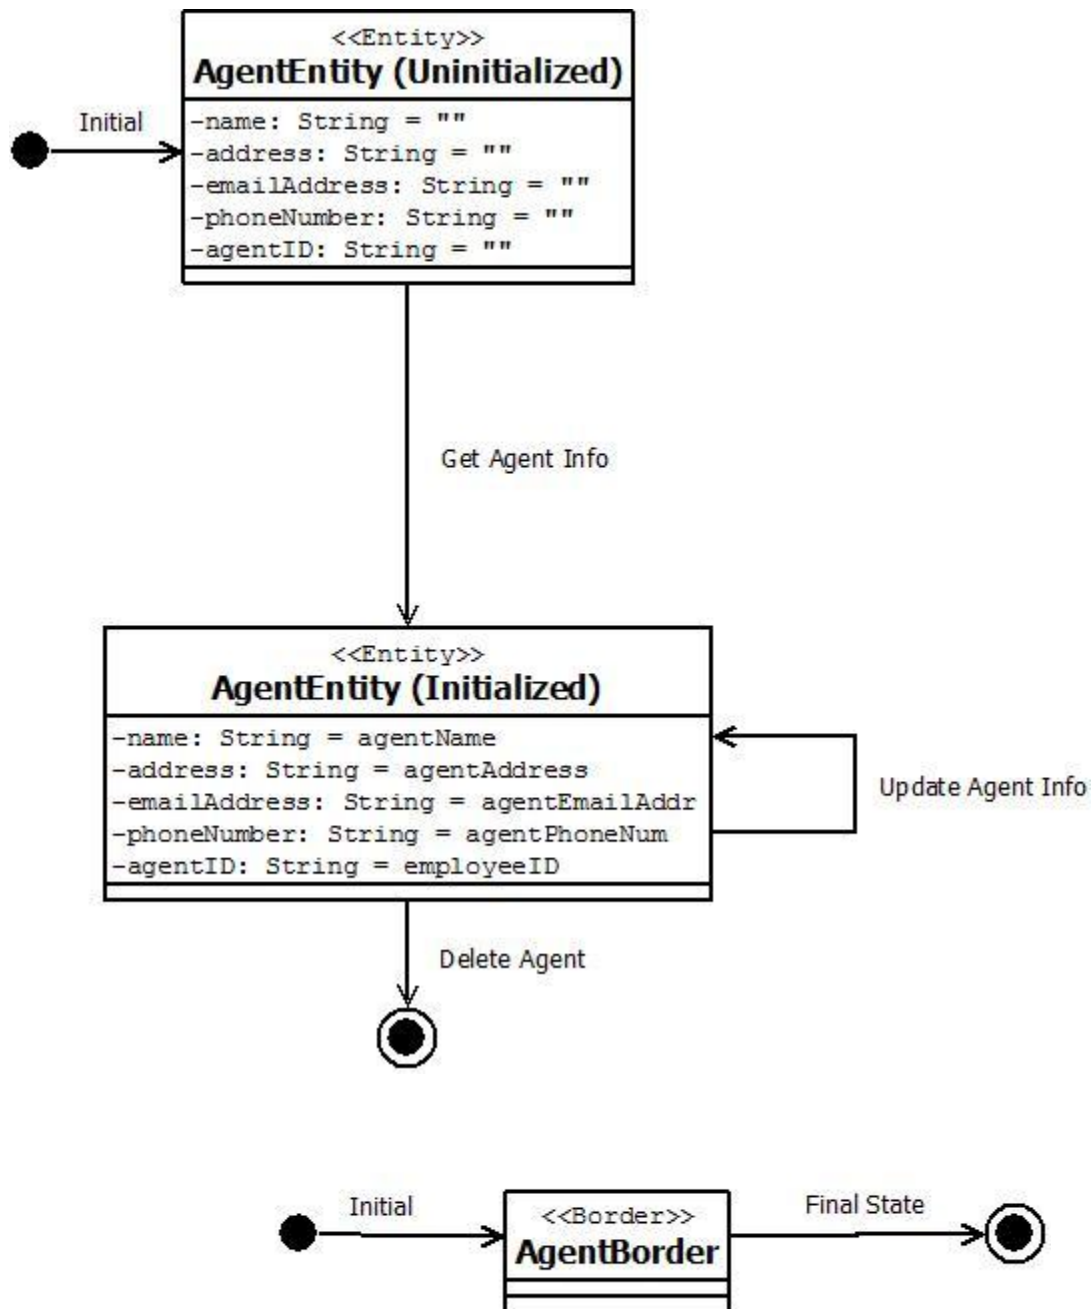 <<Entity>>
AgentEntity (Uninitialized)
Initial
-name: String = ""
-address: String = ""
-emailAddress: String = ""
-phoneNumber: String = ""
-agentID: String = ""
Get Agent Info
<<Entity>>
AgentEntity (Initialized)
-name: String = agentName
-address: String = agentAddress
-emailAddress: String = agentEmailAddr
-phoneNumber: String = agentPhoneNum
-agentID: String = employeeID
Update Agent Info
Delete Agent
Initial
<<Border>>
AgentBorder
Final State